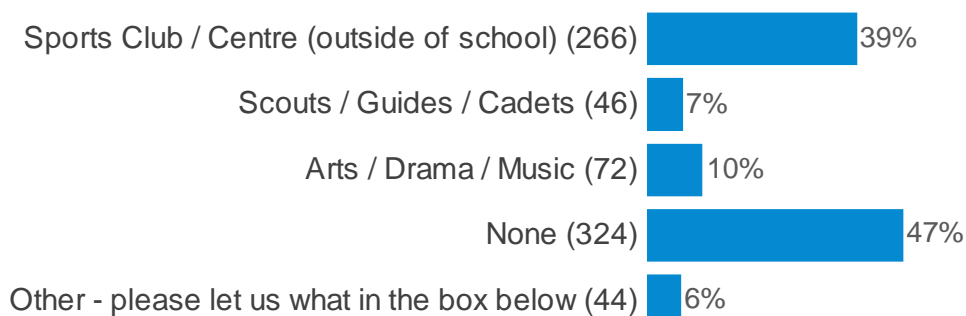 Sports Club / Centre (outside of school) (266) 39%
Scouts / Guides / Cadets (46) 7%
Arts / Drama / Music (72) 10%
None (324) 47%
Other - please let us what in the box below (44) 6%